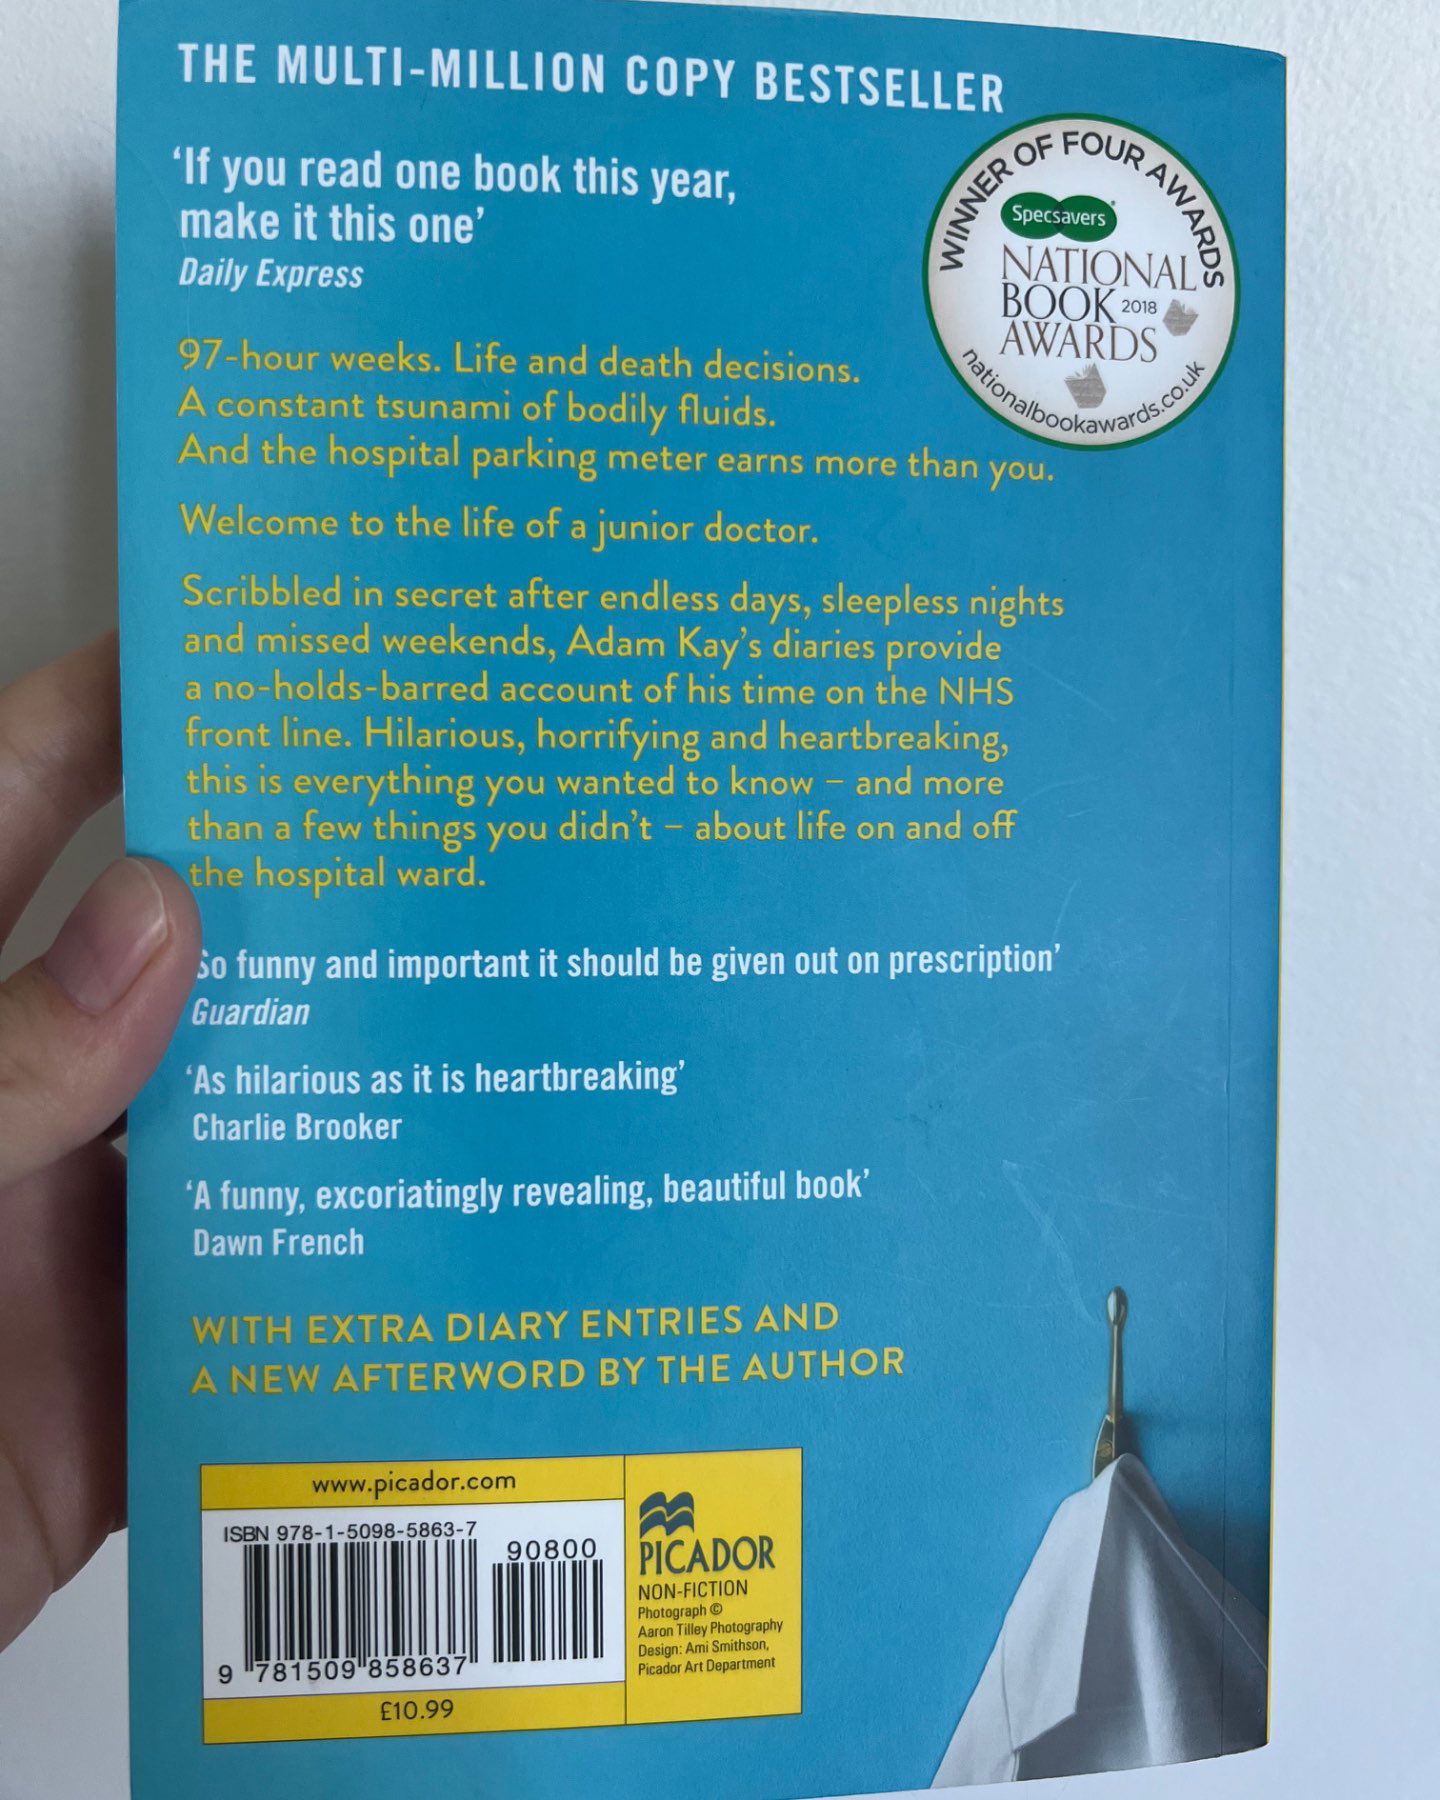 THE MULTI-MILLION COPY BESTSELLER
‘If you read one book this year,
make it this one’
Daily Express
WINNER OF FOUR AWARDS
Specsavers
NATIONAL
BOOK 2018
AWARDS
nationalbookawards.co.uk
97-hour weeks. Life and death decisions.
A constant tsunami of bodily fluids.
And the hospital parking meter earns more than you.
Welcome to the life of a junior doctor.
Scribbled in secret after endless days, sleepless nights
and missed weekends, Adam Kay’s diaries provide
a no-holds-barred account of his time on the NHS
front line. Hilarious, horrifying and heartbreaking,
this is everything you wanted to know – and more
than a few things you didn’t – about life on and off
the hospital ward.
So funny and important it should be given out on prescription’
Guardian
‘As hilarious as it is heartbreaking’
Charlie Brooker
‘A funny, excoriatingly revealing, beautiful book’
Dawn French
WITH EXTRA DIARY ENTRIES AND
A NEW AFTERWORD BY THE AUTHOR
www.picador.com
ISBN 978-1-5098-5863-7
90800
9 781509 858637
£10.99
PICADOR
NON-FICTION
Photograph ©
Aaron Tilley Photography
Design: Ami Smithson,
Picador Art Department